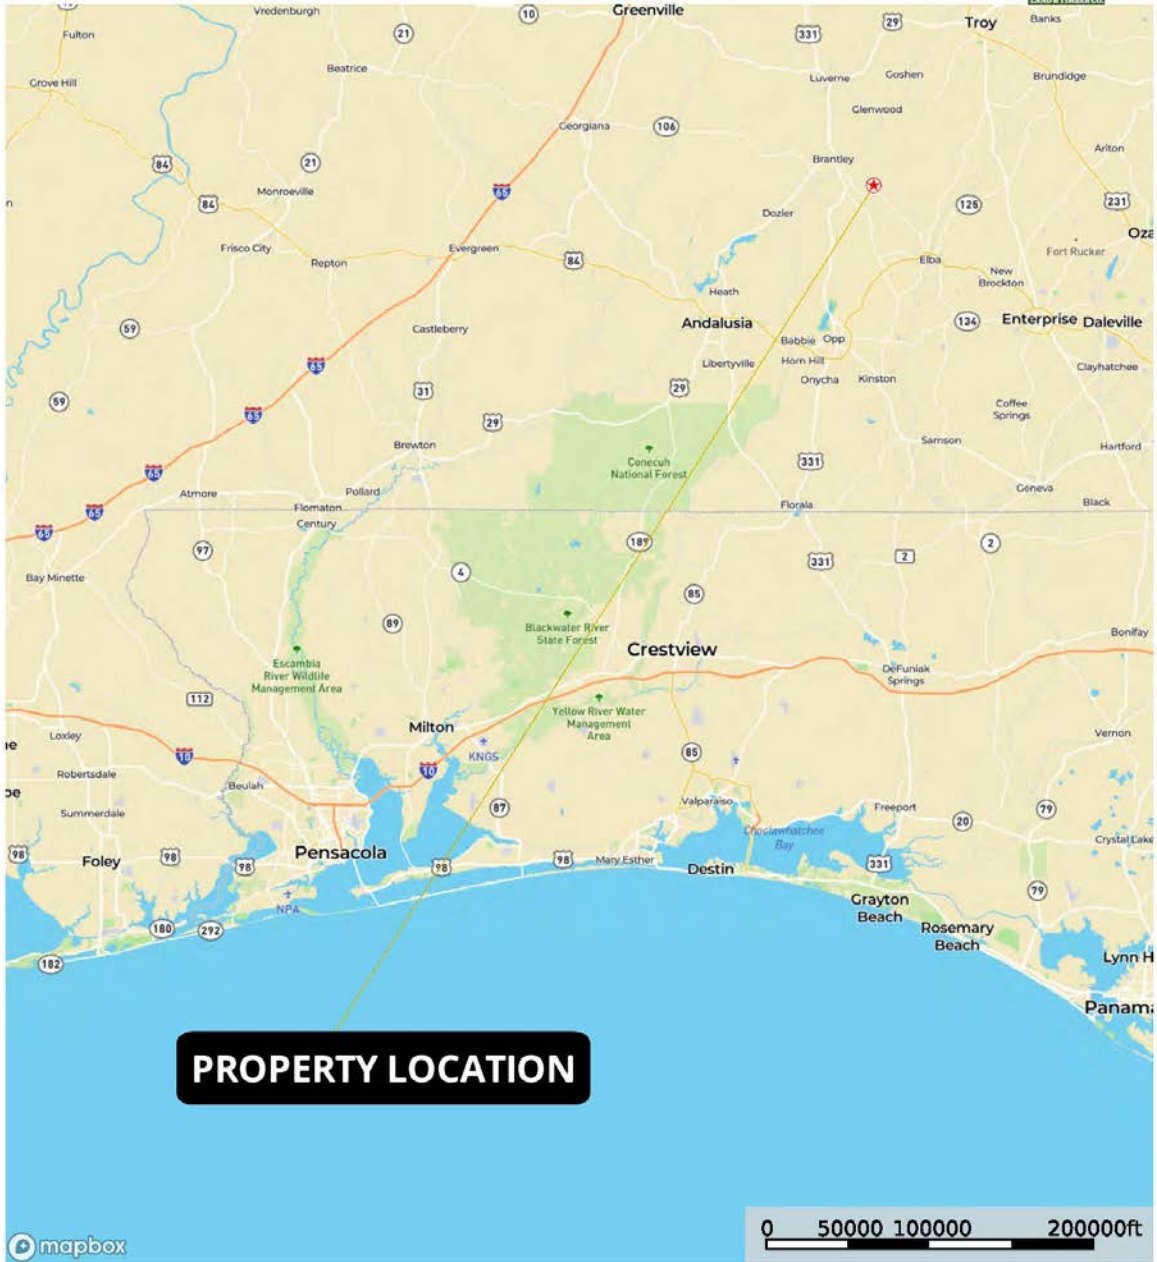 LAND & TIMBER CO.
Vredenburgh
10
Greenville
29
Troy
Banks
Fulton
21
331
Beatrice
Luverne
Goshen
Brundidge
Grove Hill
Glenwood
Georgiana
106
84
21
Brantley
Ariton
Monroeville
65
84
125
231
Dozier
Frisco City
Evergreen
84
Oza
Fort Rucker
Repton
Elba
New
Brockton
Heath
59
Castleberry
Andalusia
134
Enterprise
Daleville
Babbie
Opp
65
Libertyville
Horn Hill
Clayhatchee
Onycha
Kinston
59
31
29
65
29
Coffee
Springs
Brewton
Samson
Hartford
Conecuh
National Forest
331
65
Atmore
Pollard
Geneva
65
Flomaton
Florala
Black
Century
65
97
189
2
2
331
Bay Minette
4
85
89
Blackwater River
State Forest
Bonifay
Crestview
Escambia
River Wildlife
Management Area
DeFuniak
Springs
112
Yellow River Water
Management
Area
Milton
Loxley
Vernon
ne
10
KNGS
85
Robertsdale
10
Beulah
be
87
Valparaiso
Freeport
79
Summerdale
20
Choctawhatchee
Bay
Crystal Lake
98
Foley
98
Pensacola
98
98
98
Mary Esther
Destin
331
79
NPA
Grayton
Beach
180
292
Rosemary
Beach
182
Lynn H
Panama
PROPERTY LOCATION
0 50000 100000 200000ft
mapbox